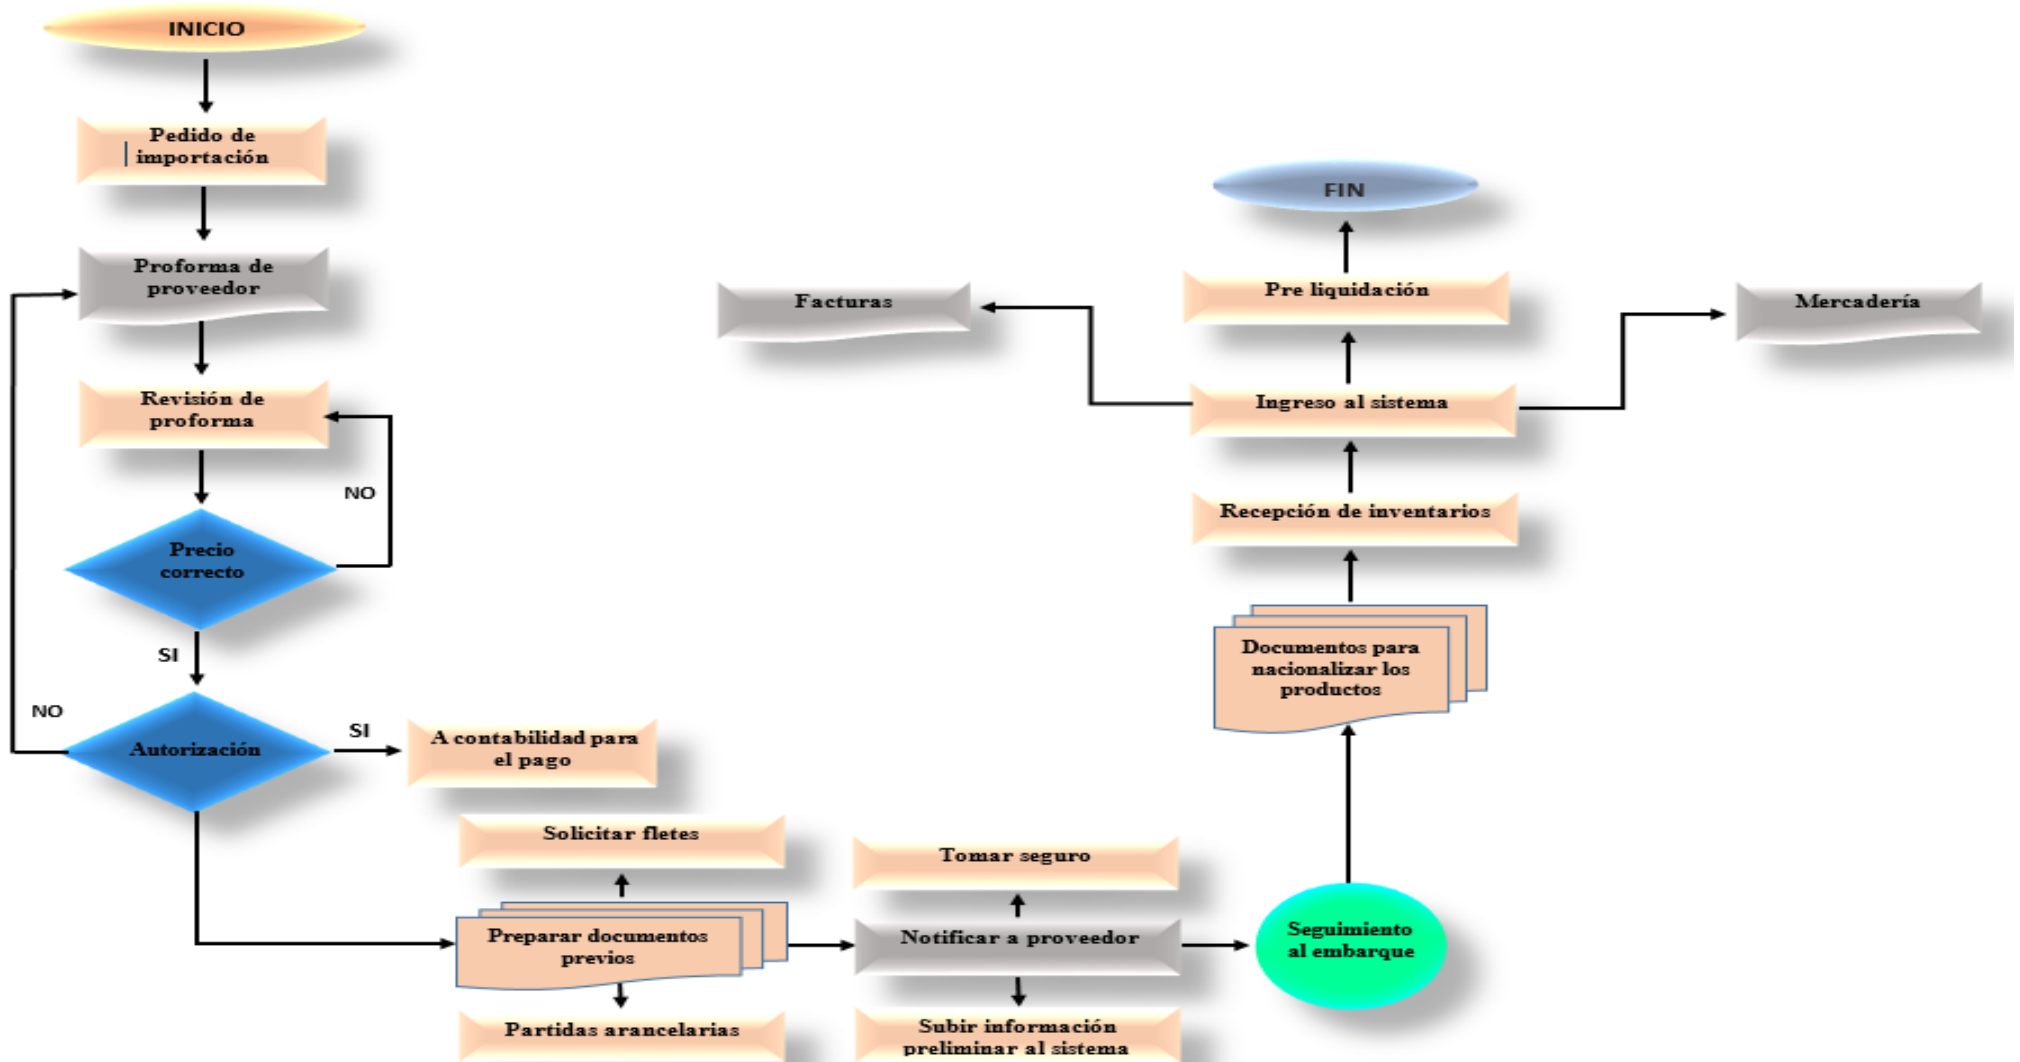 INICIO
Pedido de
importación
Proforma de
proveedor
Revisión de
proforma
NO
Precio
correcto
SI
NO
Autorización
SI
A contabilidad para
el pago
Solicitar fletes
Preparar documentos
previos
Partidas arancelarias
Tomar seguro
Notificar a proveedor
Subir información
preliminar al sistema
Seguimiento
al embarque
Documentos para
nacionalizar los
productos
Recepción de inventarios
Ingreso al sistema
Facturas
Mercadería
Pre liquidación
FIN